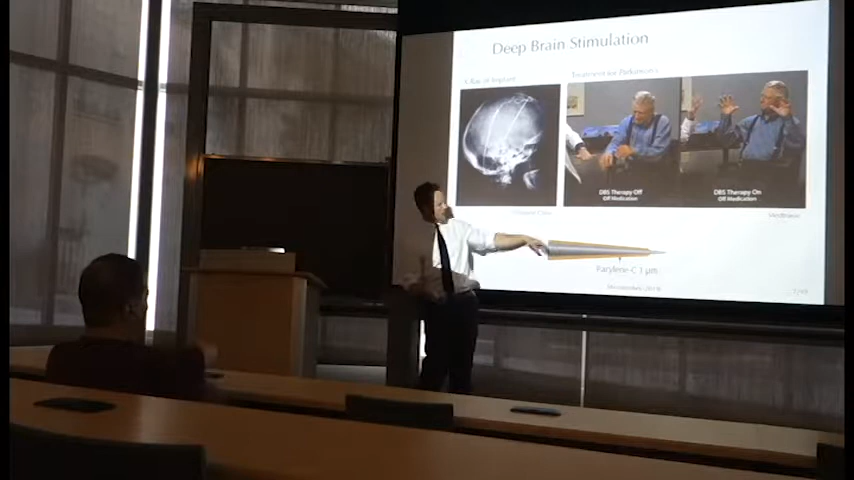 Deep Brain Stimulation
X-Ray of Implant
Treatment for Parkinson's
DBS Therapy Off
Off Medication
DBS Therapy On
Off Medication
Medtronic
Parylene-C 1 μm